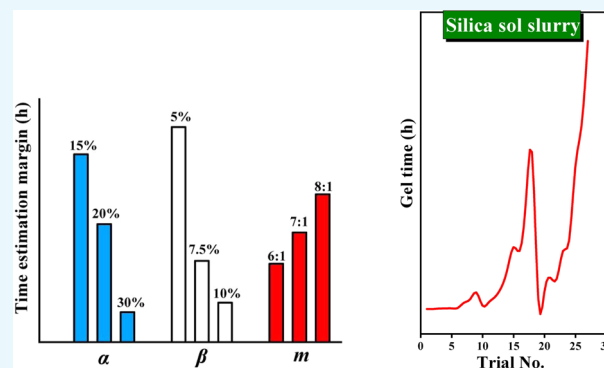 Time estimation margin (h)
15%
20%
30%
α
5%
7.5%
10%
β
6:1
7:1
8:1
m
Silica sol slurry
Gel time (h)
0 5 10 15 20 25
Trial No.